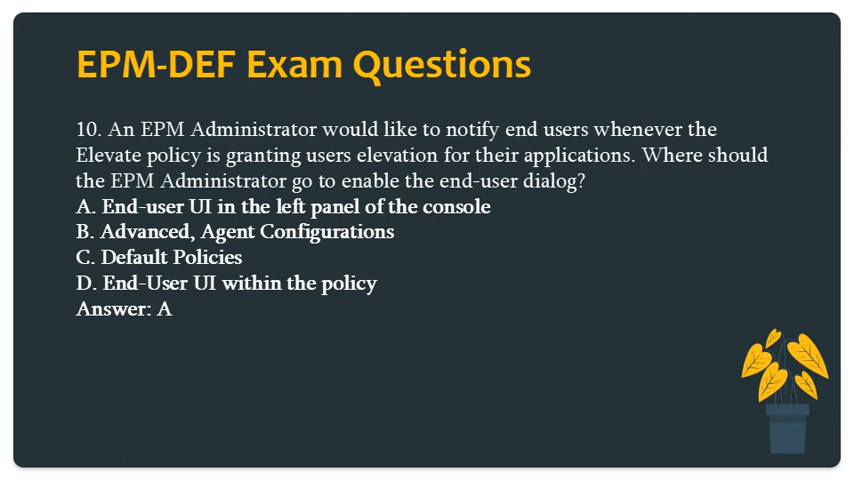 EPM-DEF Exam Questions
10. An EPM Administrator would like to notify end users whenever the
Elevate policy is granting users elevation for their applications. Where should
the EPM Administrator go to enable the end-user dialog?
A. End-user UI in the left panel of the console
B. Advanced, Agent Configurations
C. Default Policies
D. End-User UI within the policy
Answer: A